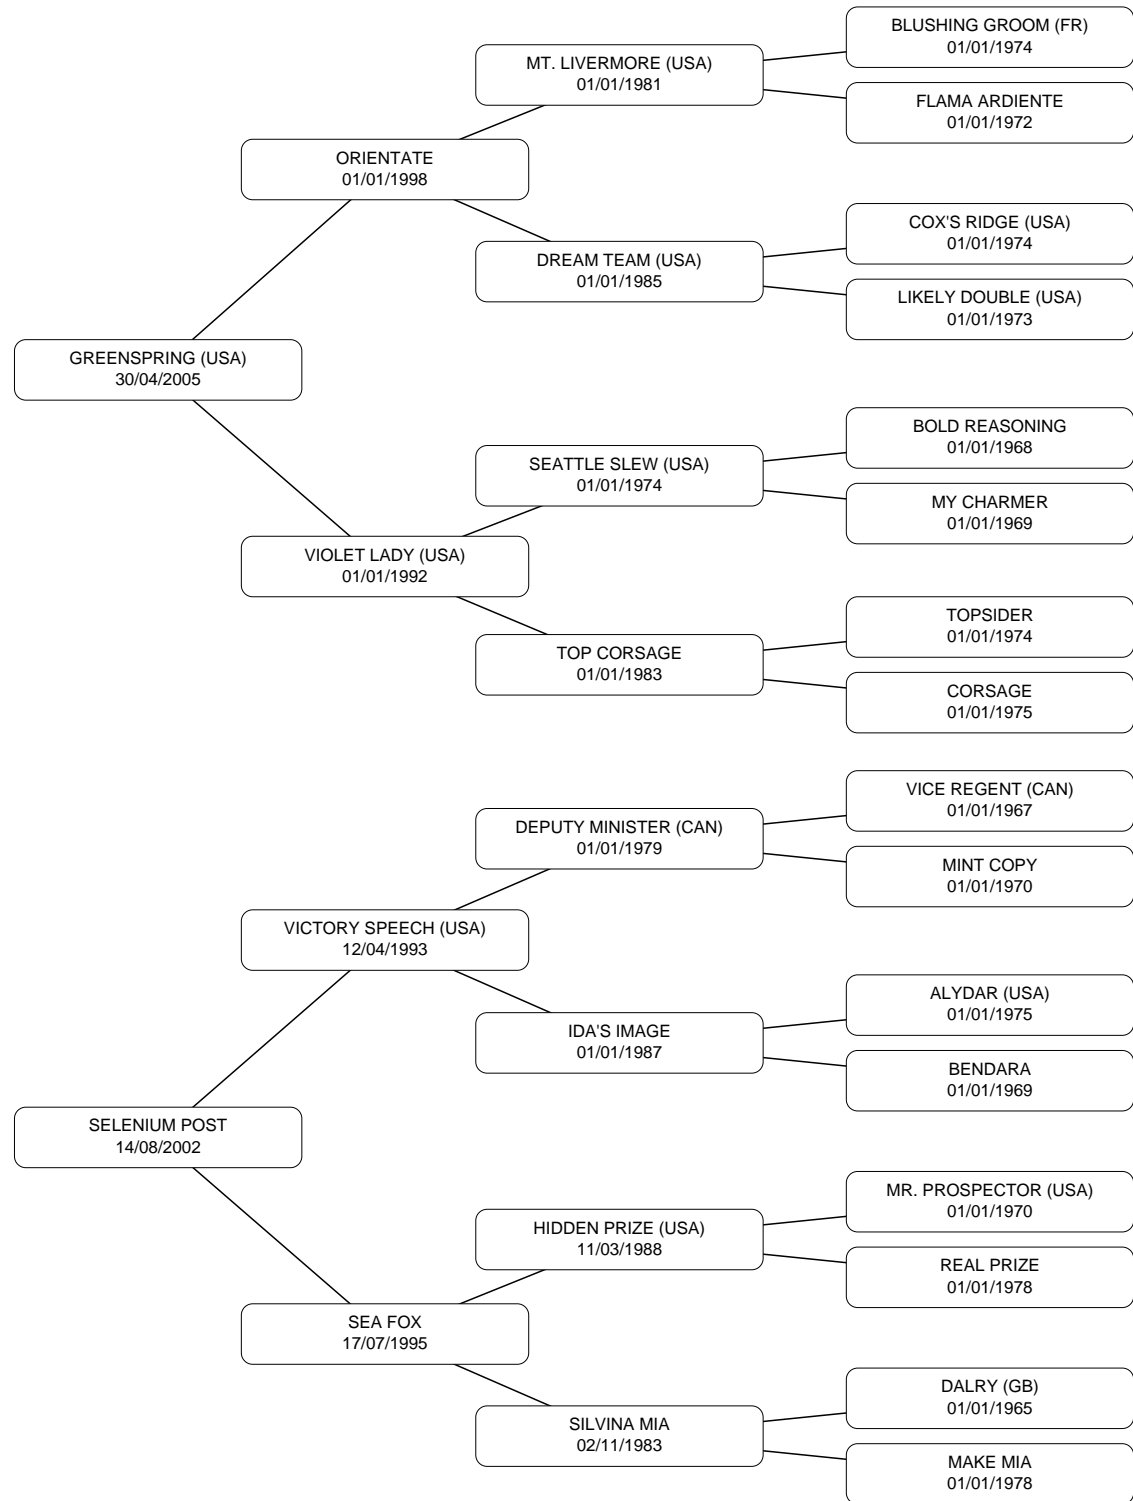 BLUSHING GROOM (FR)
01/01/1974
MT. LIVERMORE (USA)
01/01/1981
FLAMA ARDIENTE
01/01/1972
ORIENTATE
01/01/1998
COX'S RIDGE (USA)
01/01/1974
DREAM TEAM (USA)
01/01/1985
LIKELY DOUBLE (USA)
01/01/1973
GREENSPRING (USA)
30/04/2005
BOLD REASONING
01/01/1968
SEATTLE SLEW (USA)
01/01/1974
MY CHARMER
01/01/1969
VIOLET LADY (USA)
01/01/1992
TOPSIDER
01/01/1974
TOP CORSAGE
01/01/1983
CORSAGE
01/01/1975
VICE REGENT (CAN)
01/01/1967
DEPUTY MINISTER (CAN)
01/01/1979
MINT COPY
01/01/1970
VICTORY SPEECH (USA)
12/04/1993
ALYDAR (USA)
01/01/1975
IDA'S IMAGE
01/01/1987
BENDARA
01/01/1969
SELENIUM POST
14/08/2002
MR. PROSPECTOR (USA)
01/01/1970
HIDDEN PRIZE (USA)
11/03/1988
REAL PRIZE
01/01/1978
SEA FOX
17/07/1995
DALRY (GB)
01/01/1965
SILVINA MIA
02/11/1983
MAKE MIA
01/01/1978